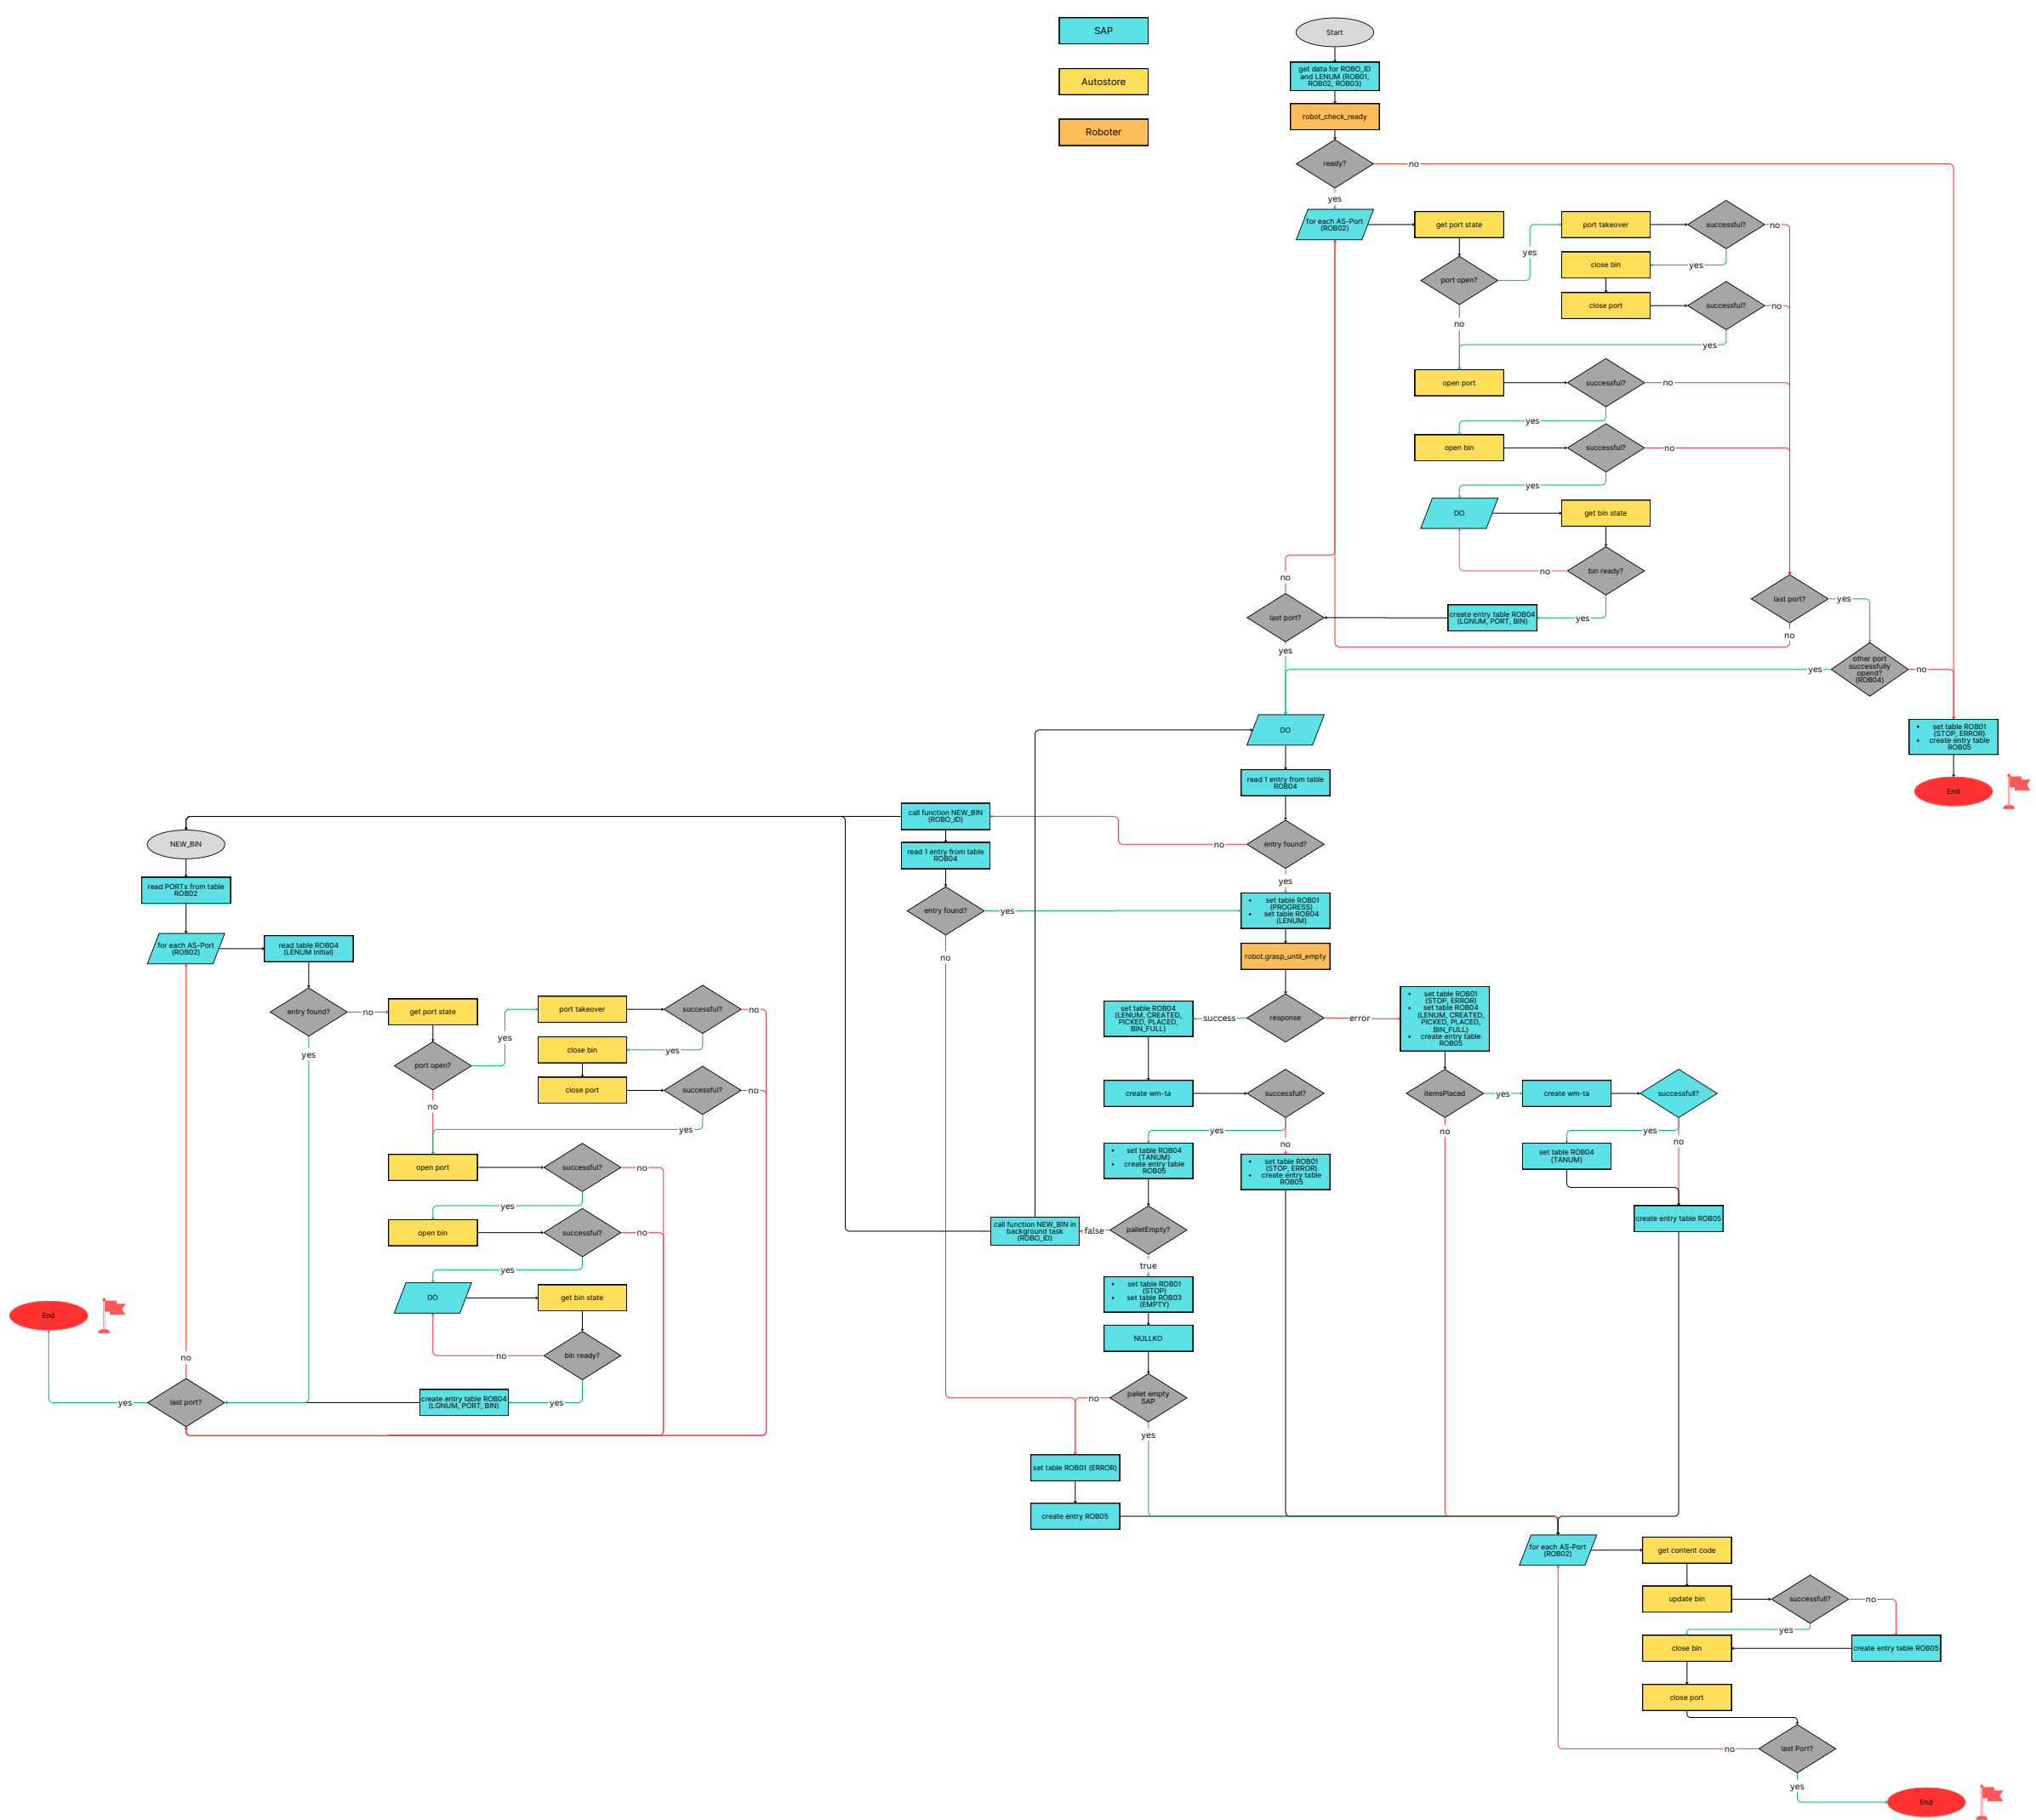 SAP
Autostore
Roboter
Start
get data for ROBO_ID
and LENUM (ROB01,
ROB02, ROB03)
robot_check_ready
ready?
no
yes
for each AS-Port
(ROB02)
get port state
port takeover
successful?
no
yes
close bin
yes
port open?
close port
successful?
no
no
yes
open port
successful?
no
yes
open bin
successful?
no
yes
DO
get bin state
no
bin ready?
no
last port?
yes
last port?
create entry table ROB04
(LGNUM, PORT, BIN)
yes
no
yes
other port
successfully
opend?
(ROB04)
yes
no
DO
• set table ROB01
(STOP, ERROR)
• create entry table
ROB05
End
read 1 entry from table
ROB04
call function NEW_BIN
(ROBO_ID)
no
entry found?
yes
read 1 entry from table
ROB04
entry found?
yes
• set table ROB01
(PROGRESS)
• set table ROB04
(LENUM)
no
robot.grasp_until_empty
set table ROB04
(LENUM, CREATED,
PICKED, PLACED,
BIN_FULL)
success
response
error
• set table ROB01
(STOP, ERROR)
• set table ROB04
(LENUM, CREATED,
PICKED, PLACED,
BIN_FULL)
• create entry table
ROB05
create wm-ta
successfull?
itemsPlaced
yes
create wm-ta
successfull?
yes
no
no
yes
no
• set table ROB04
(TANUM)
• create entry table
ROB05
• set table ROB01
(STOP, ERROR)
• create entry table
ROB05
set table ROB04
(TANUM)
create entry table ROB05
call function NEW_BIN in
background task
(ROBO_ID)
false
palletEmpty?
true
• set table ROB01
(STOP)
• set table ROB03
(EMPTY)
NULLKO
no
pallet empty
SAP
yes
set table ROB01 (ERROR)
create entry ROB05
NEW_BIN
read PORTs from table
ROB02
for each AS-Port
(ROB02)
read table ROB04
(LENUM initial)
entry found?
no
yes
get port state
port takeover
successful?
no
yes
close bin
yes
port open?
close port
successful?
no
no
yes
open port
successful?
no
yes
open bin
successful?
no
yes
DO
get bin state
no
bin ready?
End
no
yes
last port?
create entry table ROB04
(LGNUM, PORT, BIN)
yes
for each AS-Port
(ROB02)
get content code
update bin
successfull?
no
yes
close bin
create entry table ROB05
close port
no
last Port?
yes
End